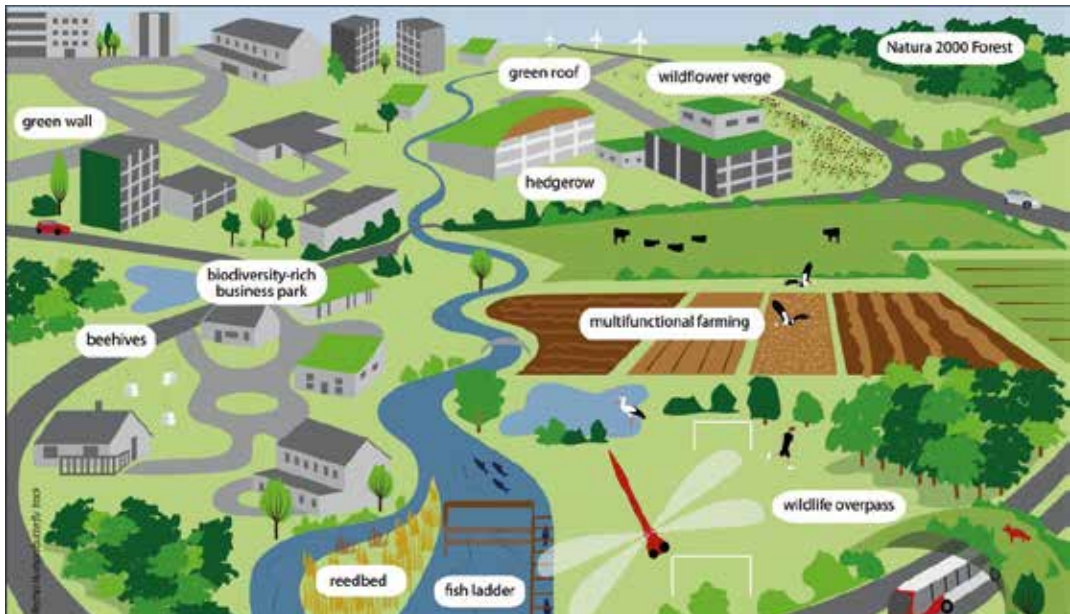 Natura 2000 Forest
green roof
wildflower verge
green wall
hedgerow
biodiversity-rich
business park
multifunctional farming
beehives
wildlife overpass
reedbed
fish ladder